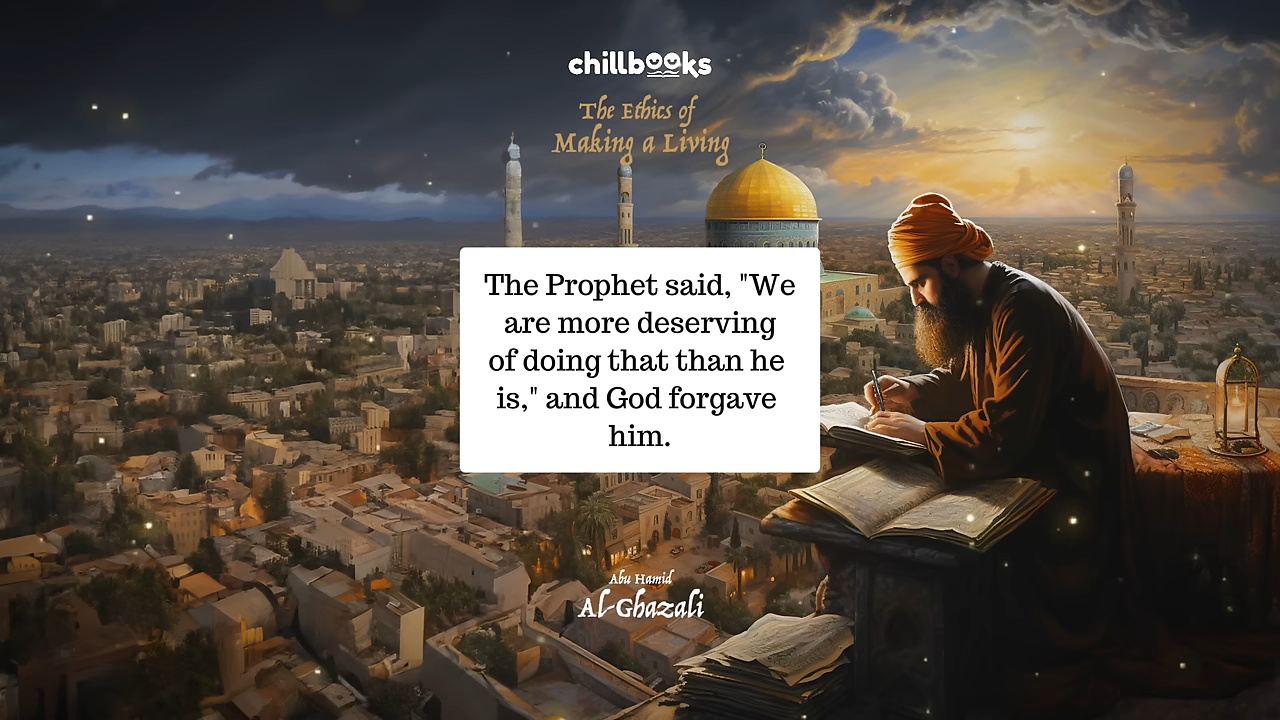 chillbooks
The Ethics of
Making a Living
The Prophet said, "We
are more deserving
of doing that than he
is," and God forgave
him.
Abu Hamid
Al-Ghazali